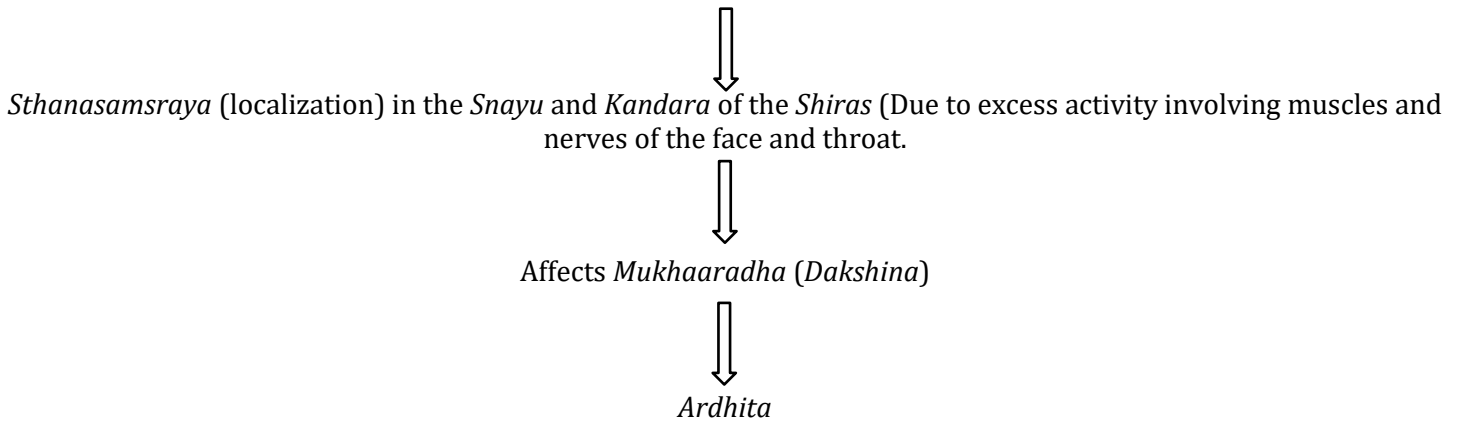 Sthanasamsraya (localization) in the Snayu and Kandara of the Shiras (Due to excess activity involving muscles and
nerves of the face and throat.
Affects Mukhaaradha (Dakshina)
Ardhita